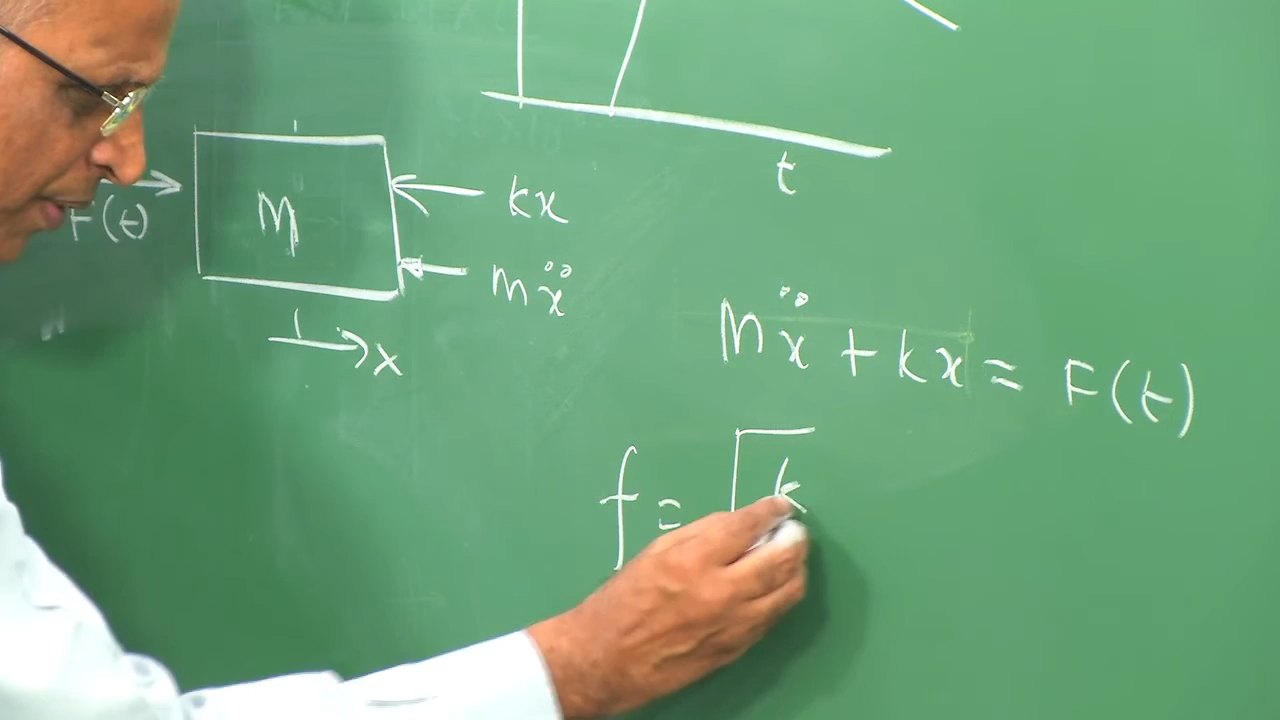 t
kx
F(t)
M
mẍ
x
Mẍ + kx = F(t)
f = √k